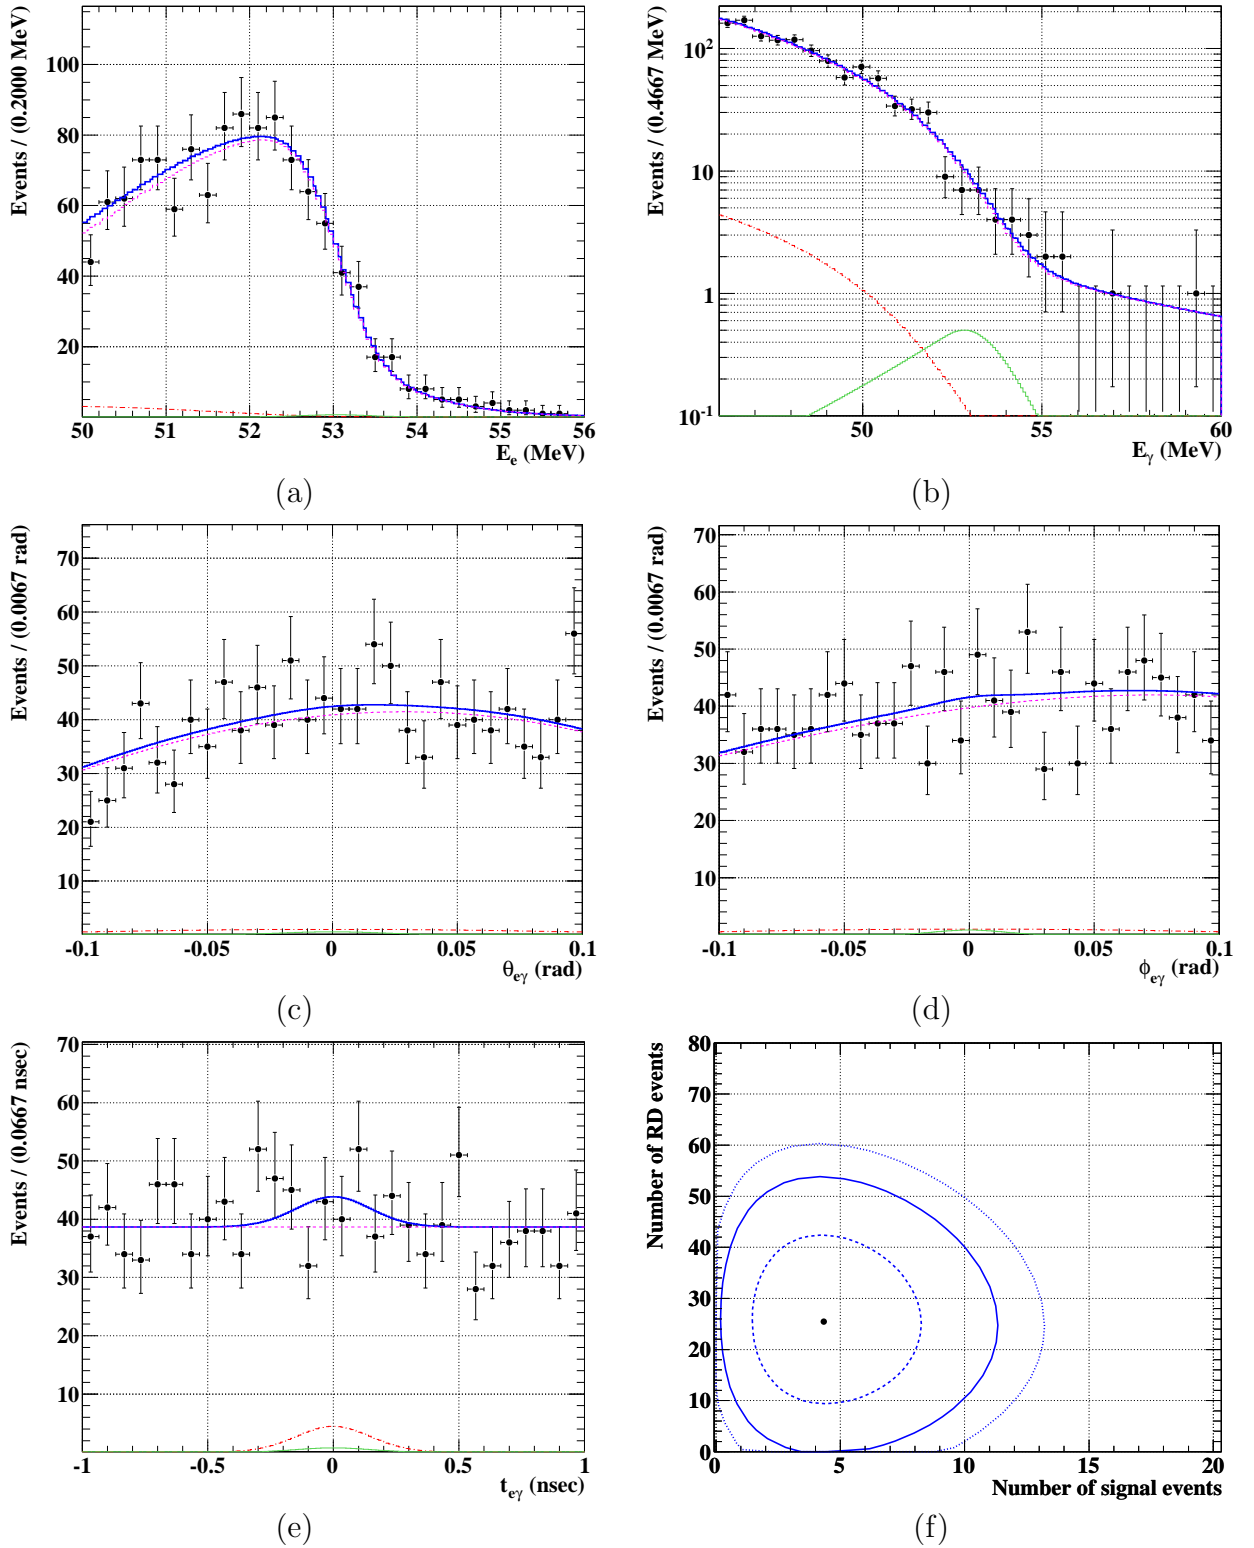 Events / (0.2000 MeV)
100
80
60
40
20
50 51 52 53 54 55 56
E_e (MeV)
(a)
Events / (0.4667 MeV)
10^2
10
1
10^-1
50 55 60
E_γ (MeV)
(b)
Events / (0.0067 rad)
70
60
50
40
30
20
10
-0.1 -0.05 0 0.05 0.1
θ_eγ (rad)
(c)
Events / (0.0067 rad)
70
60
50
40
30
20
10
-0.1 -0.05 0 0.05 0.1
ϕ_eγ (rad)
(d)
Events / (0.0667 nsec)
70
60
50
40
30
20
10
-1 -0.5 0 0.5 1
t_eγ (nsec)
(e)
Number of RD events
80
70
60
50
40
30
20
10
0
0 5 10 15 20
Number of signal events
(f)